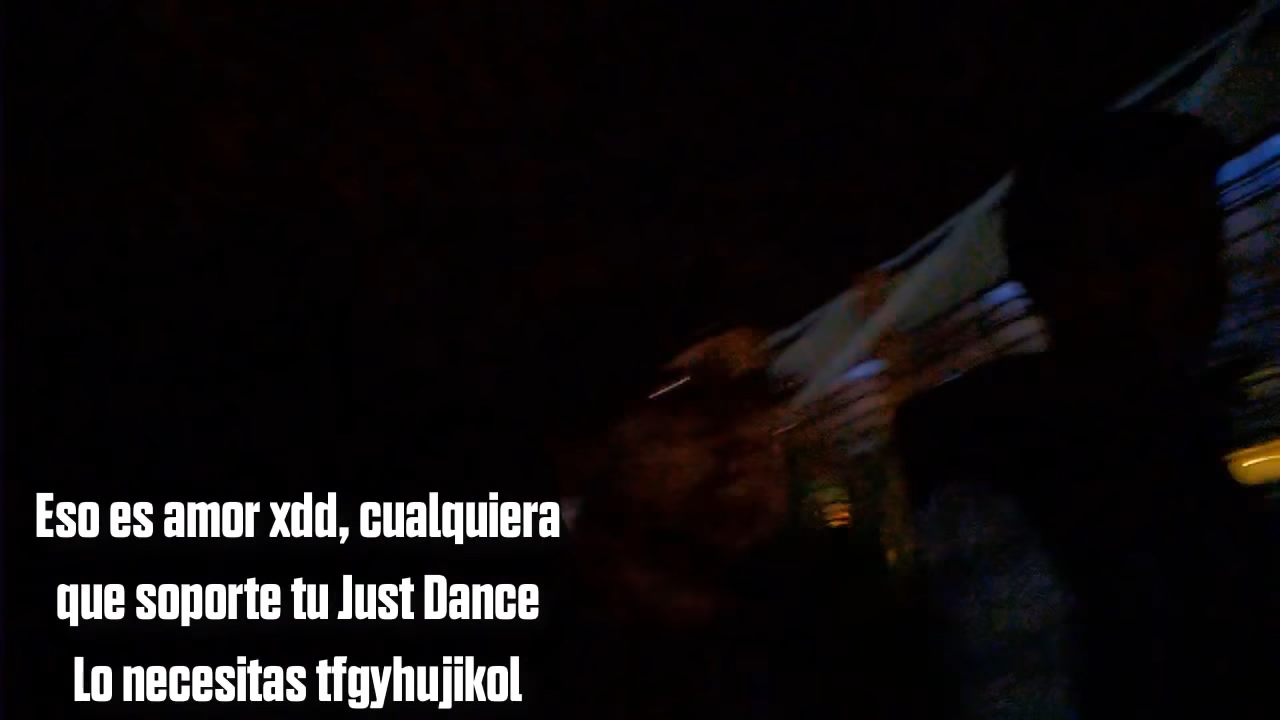 Eso es amor xdd, cualquiera
que soporte tu Just Dance
Lo necesitas tfgyhujikol